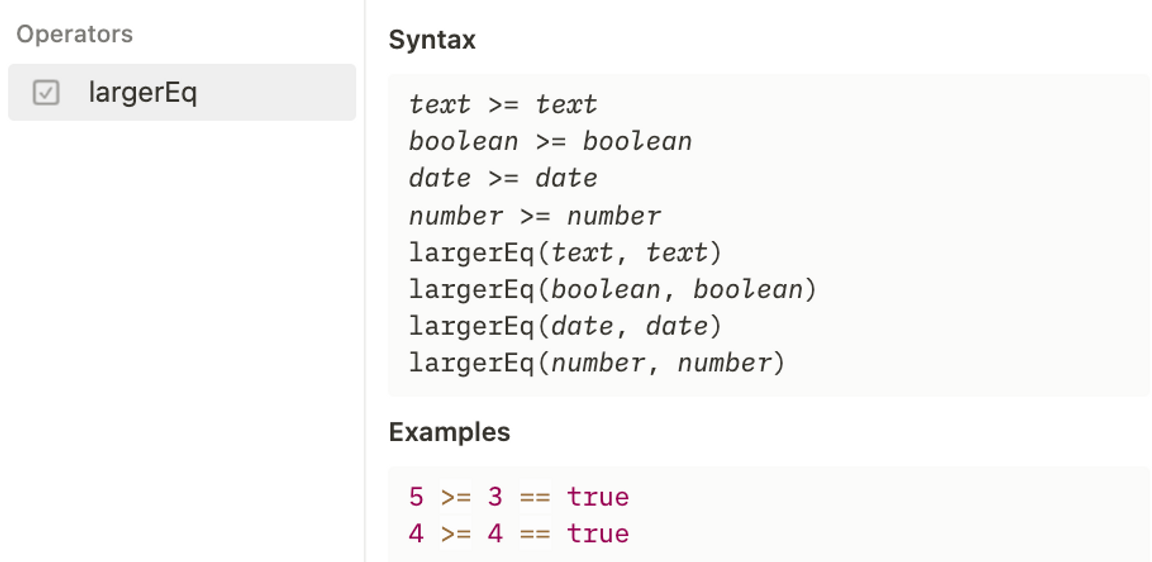 Operators
largerEq
Syntax
text >= text
boolean >= boolean
date >= date
number >= number
largerEq(text, text)
largerEq(boolean, boolean)
largerEq(date, date)
largerEq(number, number)
Examples
5 >= 3 == true
4 >= 4 == true